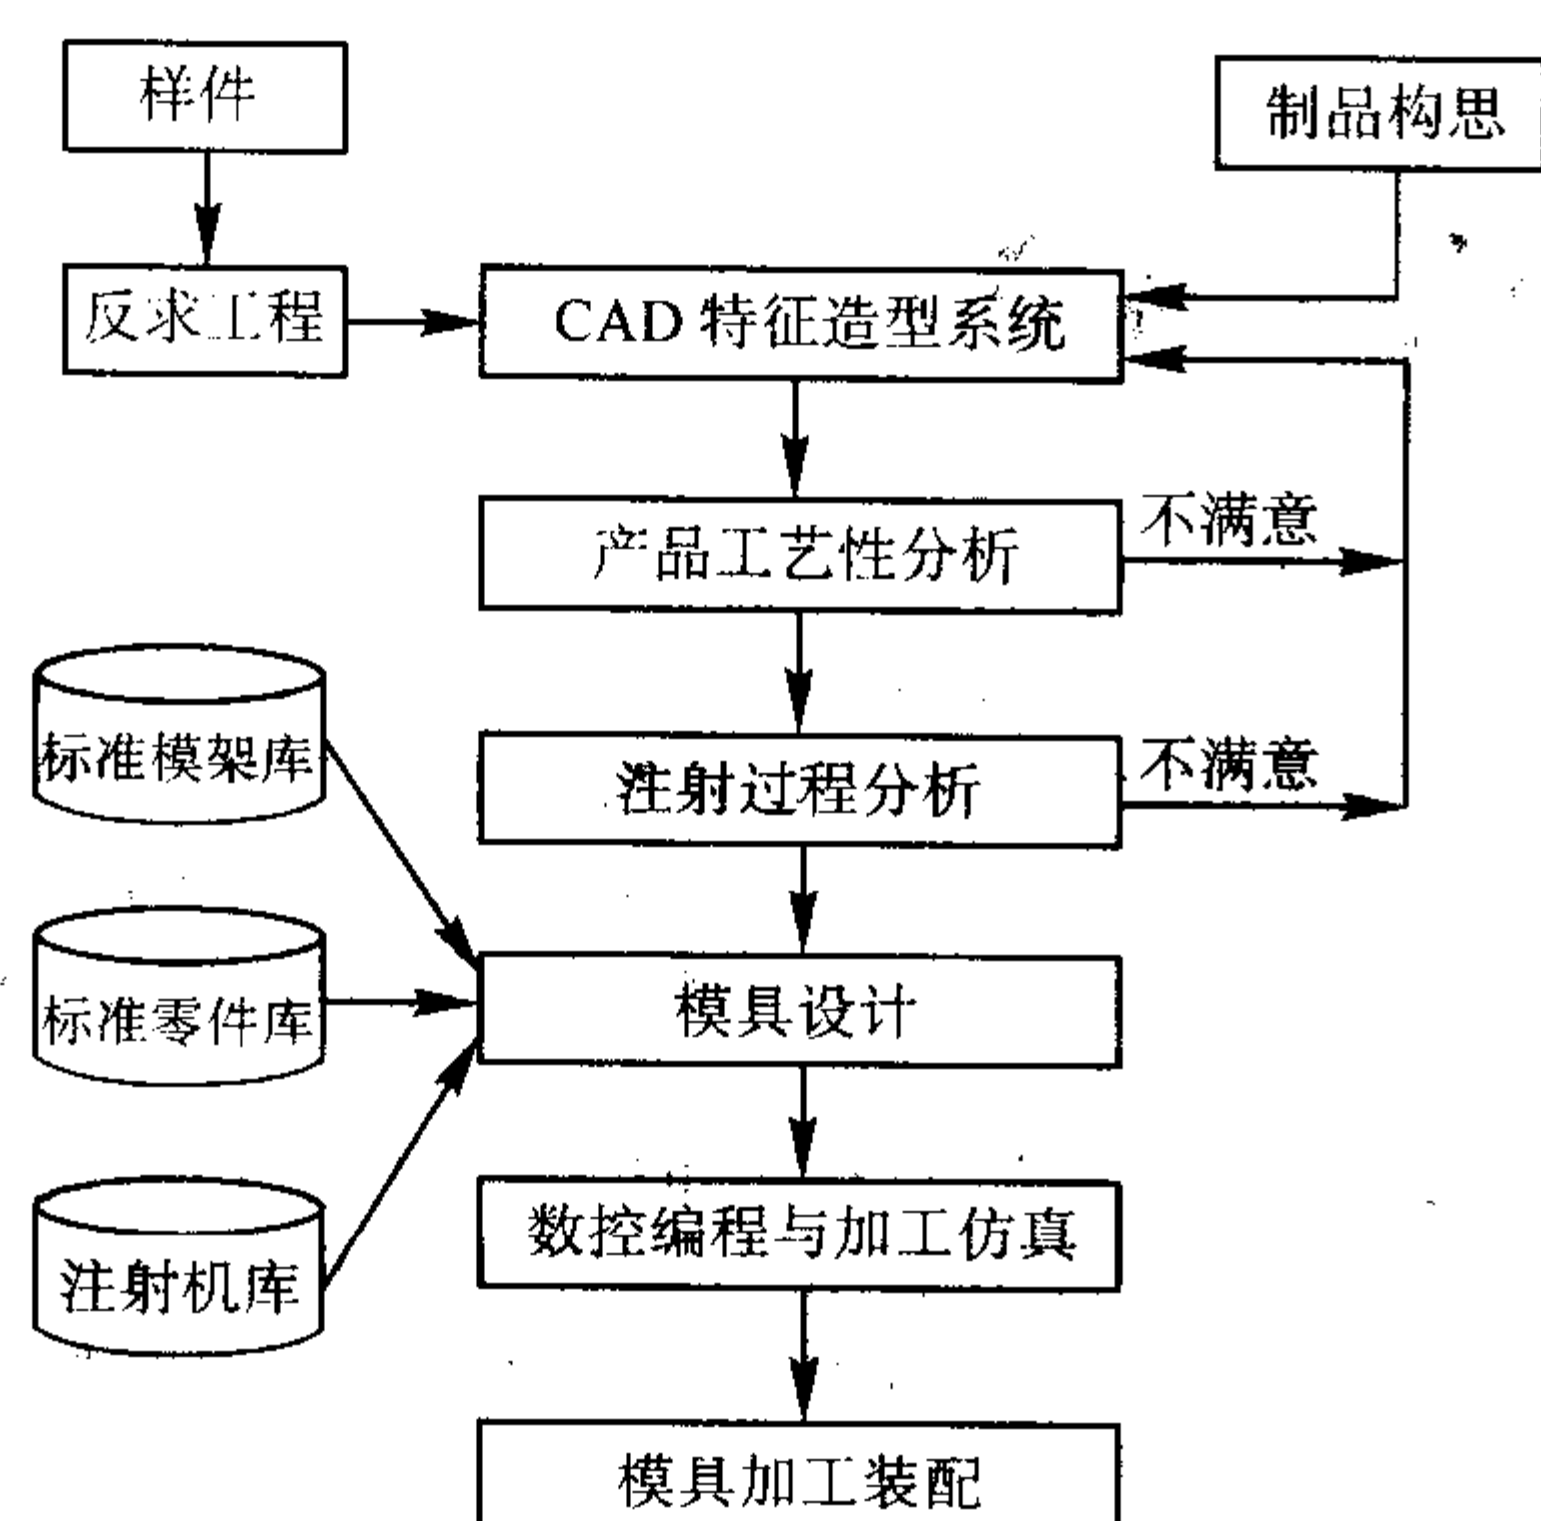 样件
制品构思
反求工程
CAD 特征造型系统
产品工艺性分析
不满意
标准模架库
注射过程分析
不满意
标准零件库
模具设计
数控编程与加工仿真
注射机库
模具加工装配